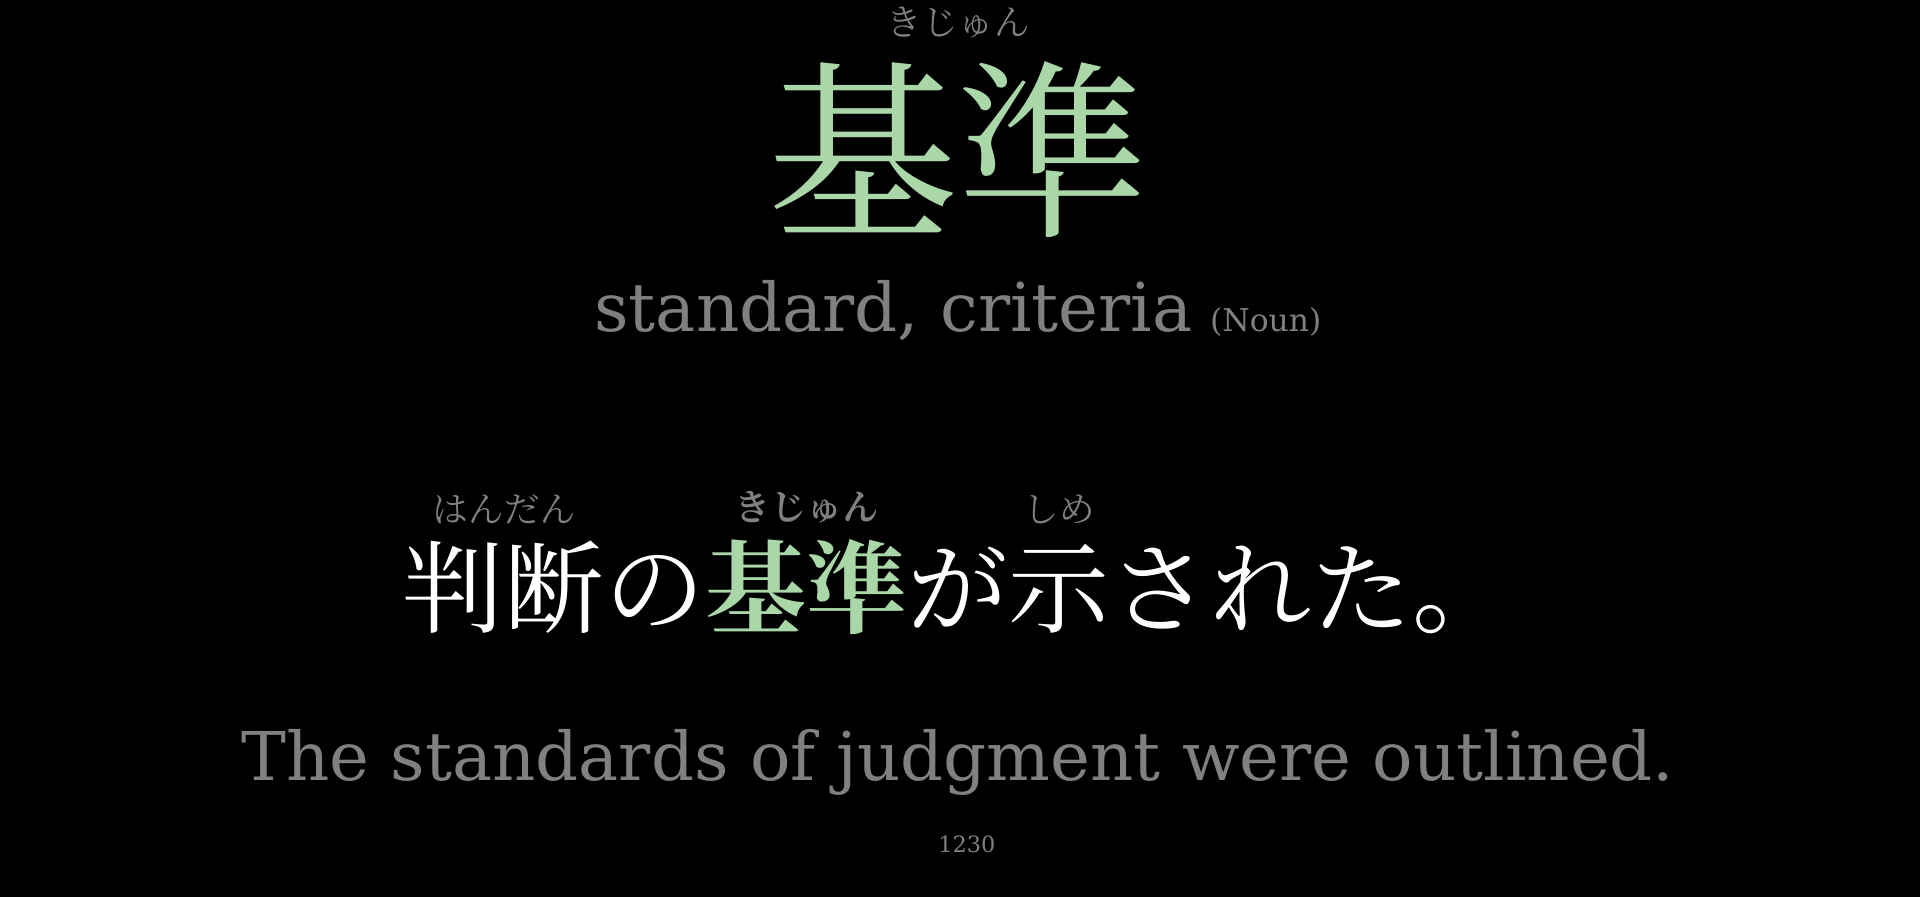 きじゅん
基準
standard, criteria (Noun)
はんだん きじゅん しめ
判断の基準が示された。
The standards of judgment were outlined.
1230